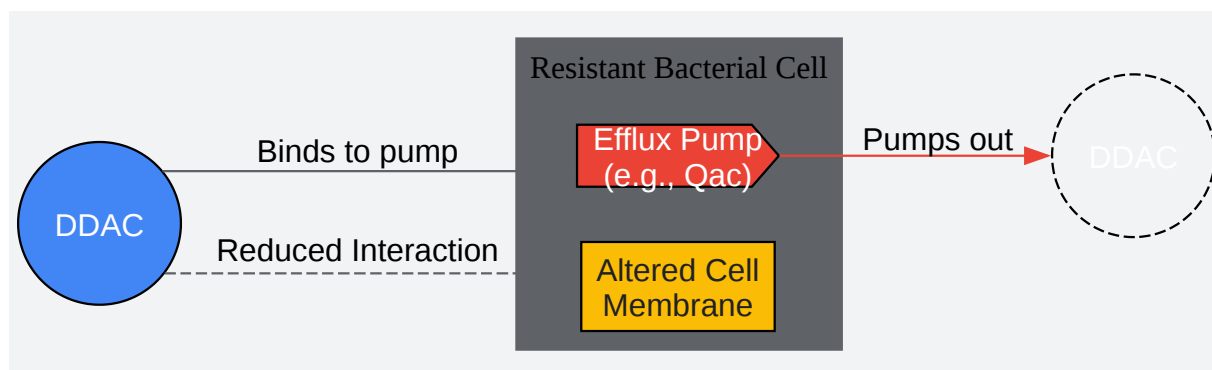 Resistant Bacterial Cell
DDAC
Binds to pump
Reduced Interaction
Efflux Pump
(e.g., Qac)
Altered Cell
Membrane
Pumps out
DDAC